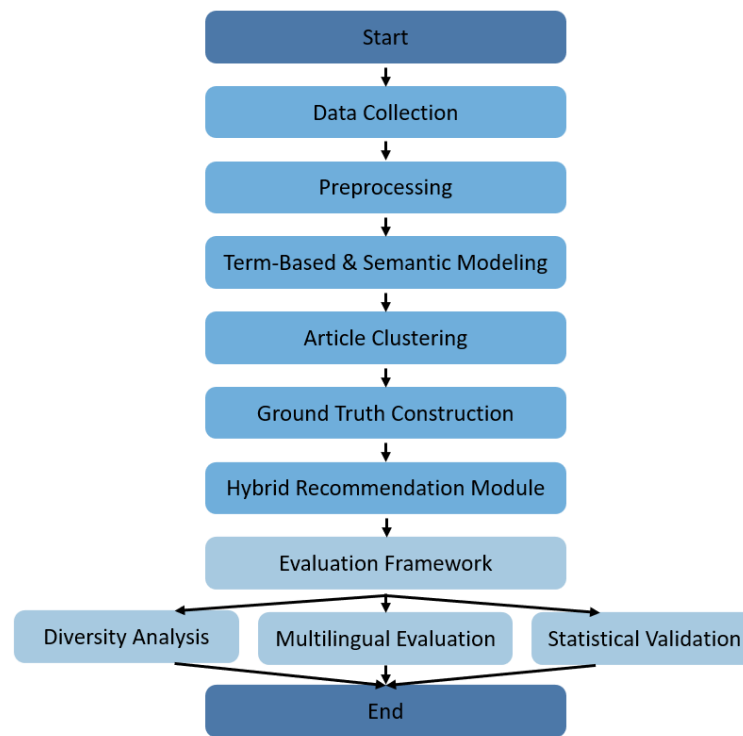 Start
Data Collection
Preprocessing
Term-Based & Semantic Modeling
Article Clustering
Ground Truth Construction
Hybrid Recommendation Module
Evaluation Framework
Diversity Analysis
Multilingual Evaluation
Statistical Validation
End